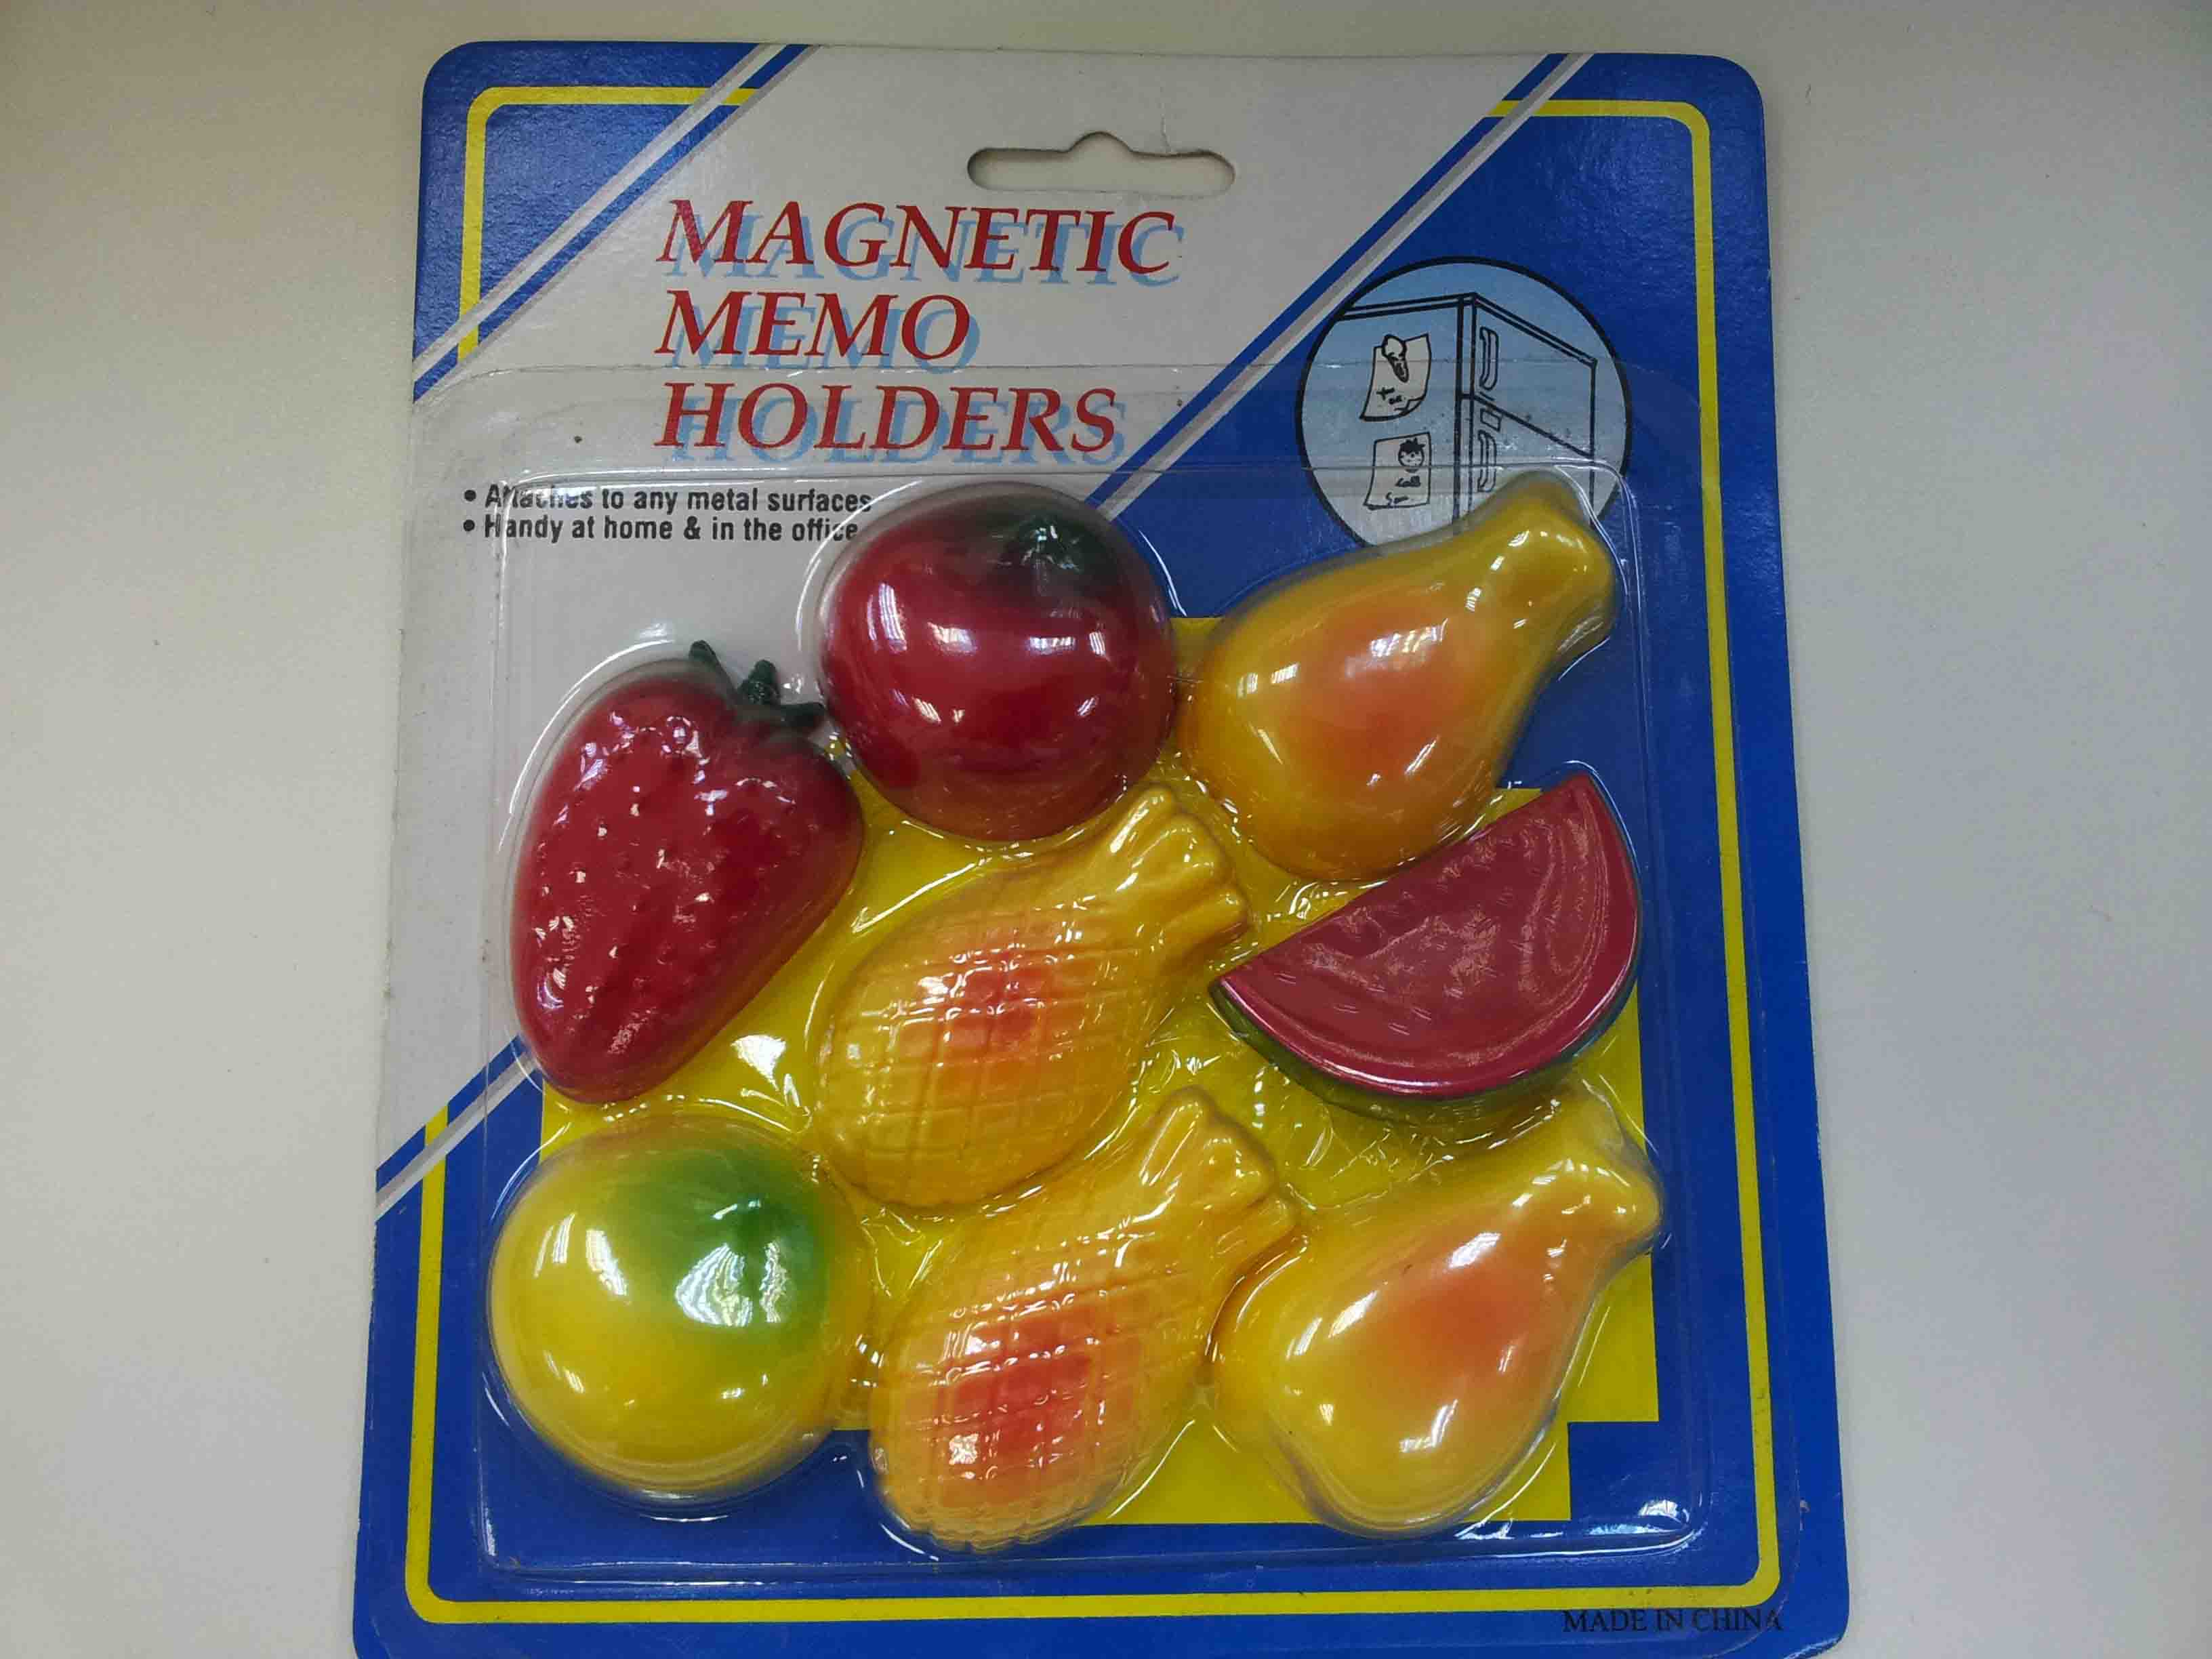 MAGNETIC
MEMO
HOLDERS
• Attaches to any metal surfaces
• Handy at home & in the office
MADE IN CHINA